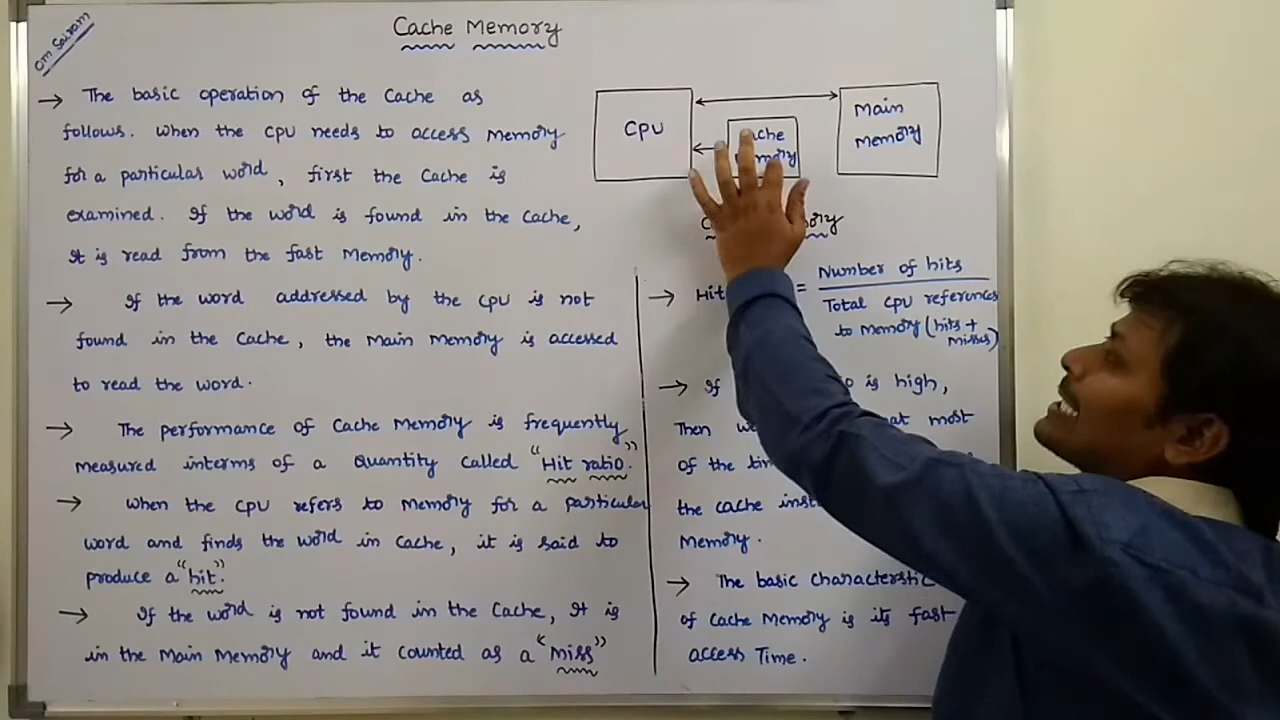 Om Sairam
Cache Memory
→ The basic operation of the cache as
follows. When the CPU needs to access Memory
for a particular word, first the Cache is
examined. If the word is found in the Cache,
It is read from the fast Memory.
→ If the word addressed by the CPU is not
found in the Cache, the Main Memory is accessed
to read the word.
→ The performance of Cache Memory is frequently
measured interms of a Quantity called "Hit ratio".
→ When the CPU refers to Memory for a particular
word and finds the word in Cache, it is said to
produce a "hit".
→ If the word is not found in the Cache, It is
in the Main Memory and it counted as a "miss"
CPU
Main
Memory
→ Hit =
Number of hits
Total CPU references
to Memory (hits +
misses)
→ If is high,
Then most
of the
the cache
Memory.
→ The basic
of Cache Memory is its fast
access Time.